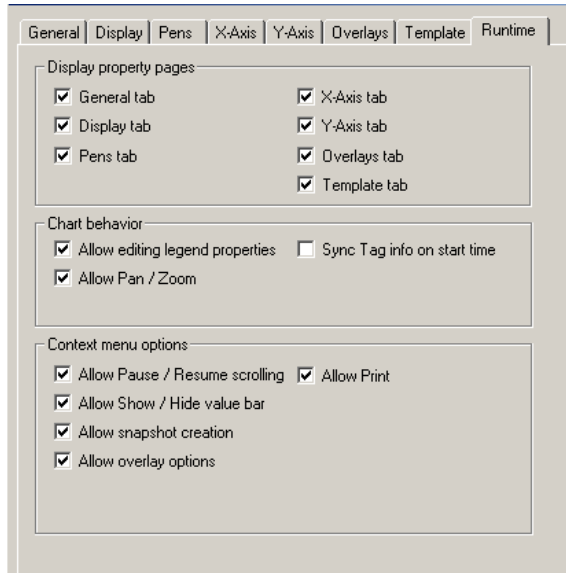 General Display Pens X-Axis Y-Axis Overlays Template Runtime
Display property pages
General tab X-Axis tab
Display tab Y-Axis tab
Pens tab Overlays tab
Template tab
Chart behavior
Allow editing legend properties Sync Tag info on start time
Allow Pan / Zoom
Context menu options
Allow Pause / Resume scrolling Allow Print
Allow Show / Hide value bar
Allow snapshot creation
Allow overlay options